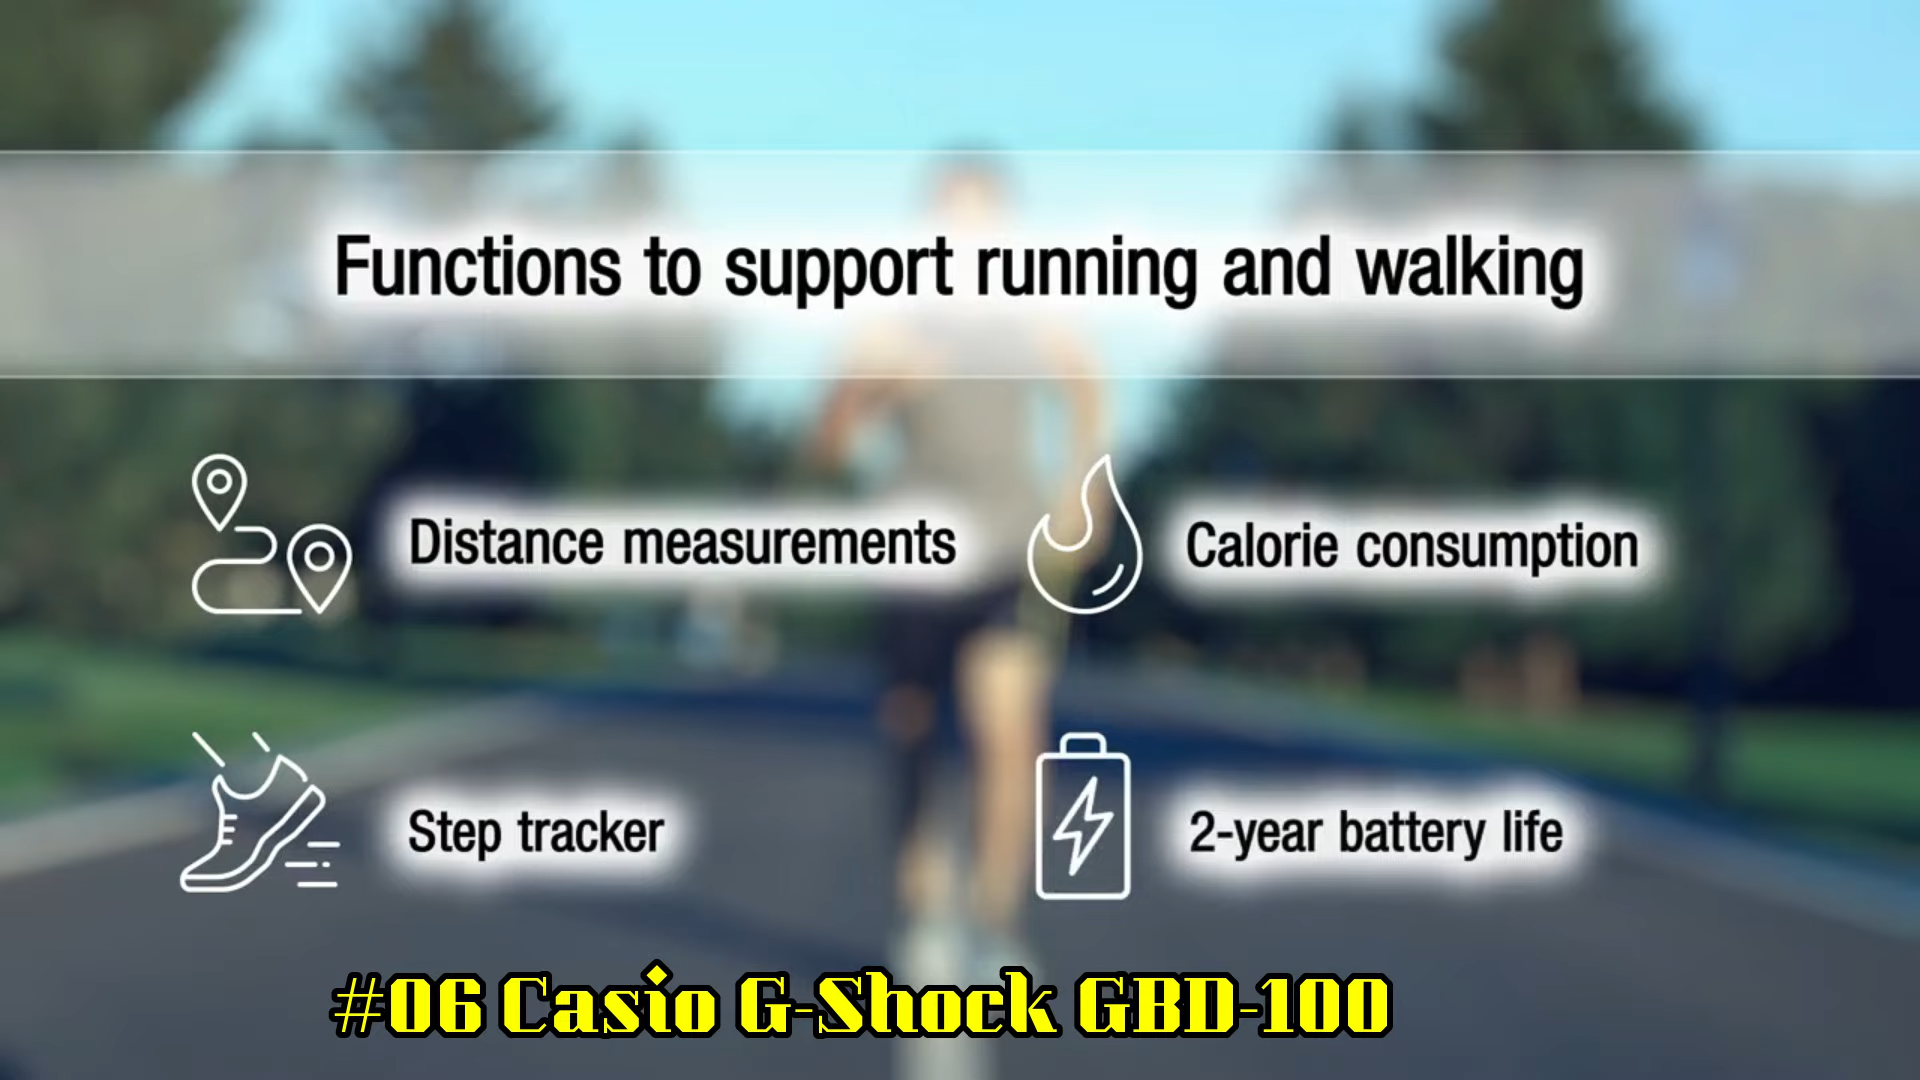 Functions to support running and walking
Distance measurements
Calorie consumption
Step tracker
2-year battery life
#06 Casio G-Shock GBD-100